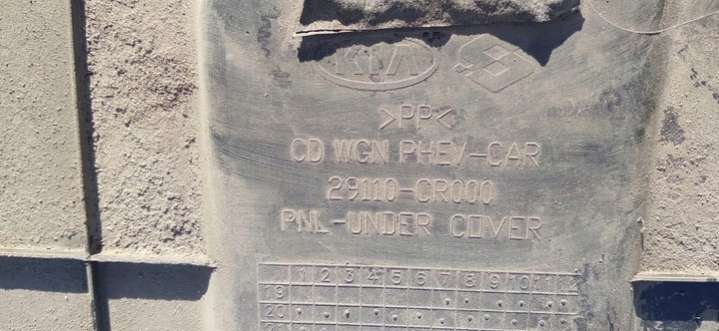 KIA
>PP<
CD WGN PHEV-CAR
29110-CR000
PNL-UNDER COVER
1 2 3 4 5 6 7 8 9 10 11 12
19
20